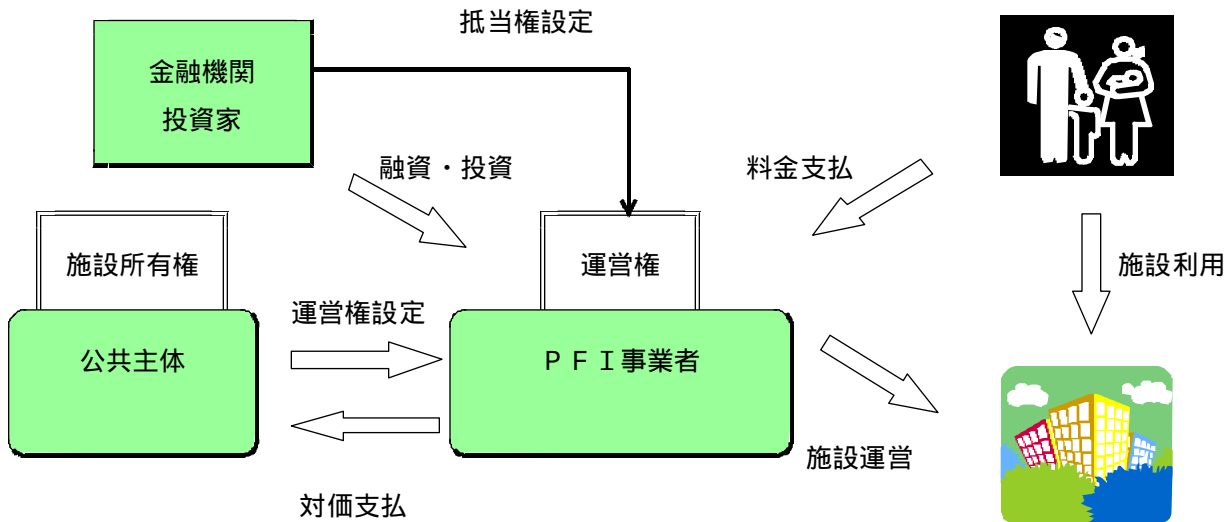 抵当権設定
金融機関
投資家
融資・投資
料金支払
施設所有権
運営権
施設利用
運営権設定
公共主体
ＰＦＩ事業者
施設運営
対価支払